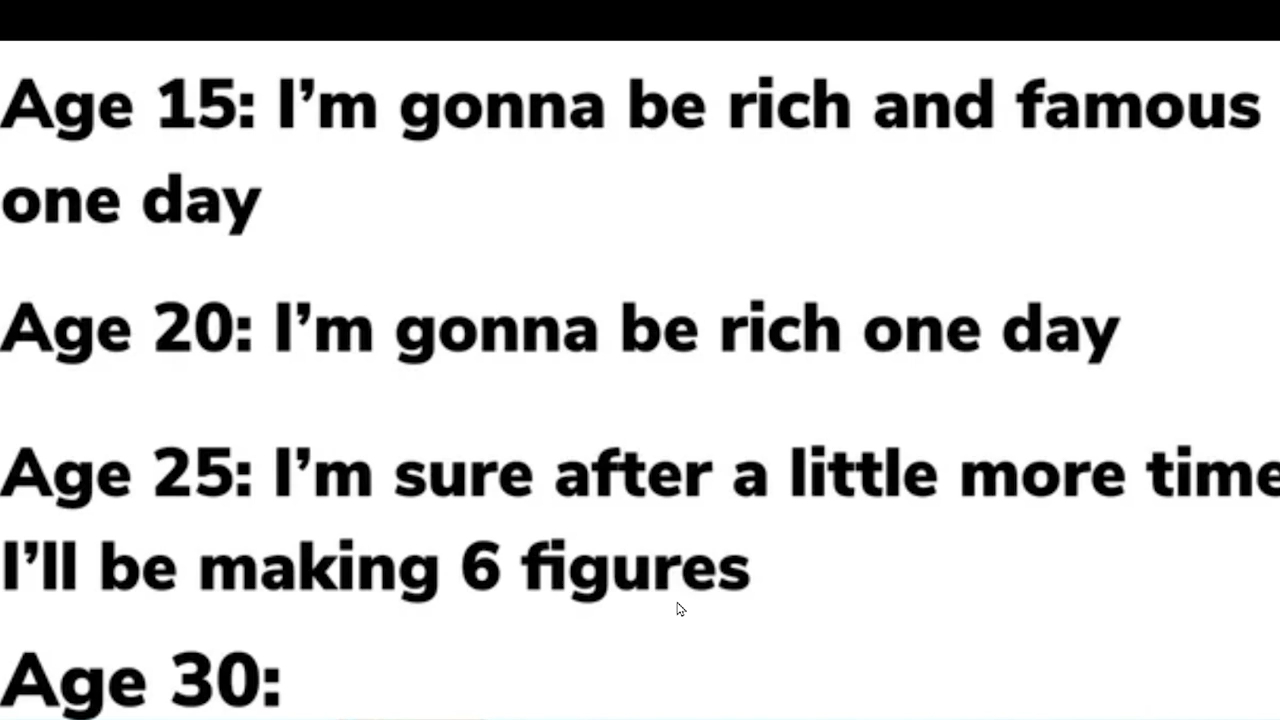 Age 15: I’m gonna be rich and famous
one day
Age 20: I’m gonna be rich one day
Age 25: I’m sure after a little more time
I’ll be making 6 figures
Age 30: